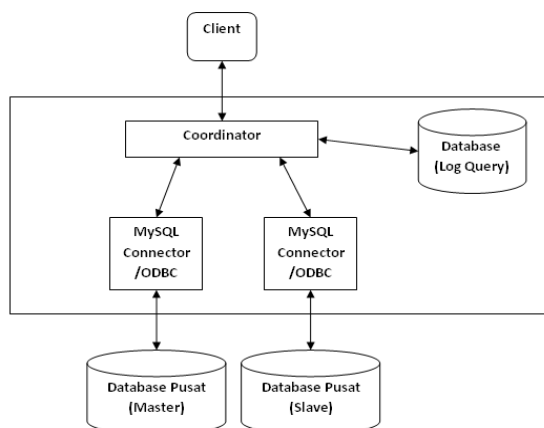 Client
Coordinator
Database
(Log Query)
MySQL
Connector
/ODBC
MySQL
Connector
/ODBC
Database Pusat
(Master)
Database Pusat
(Slave)